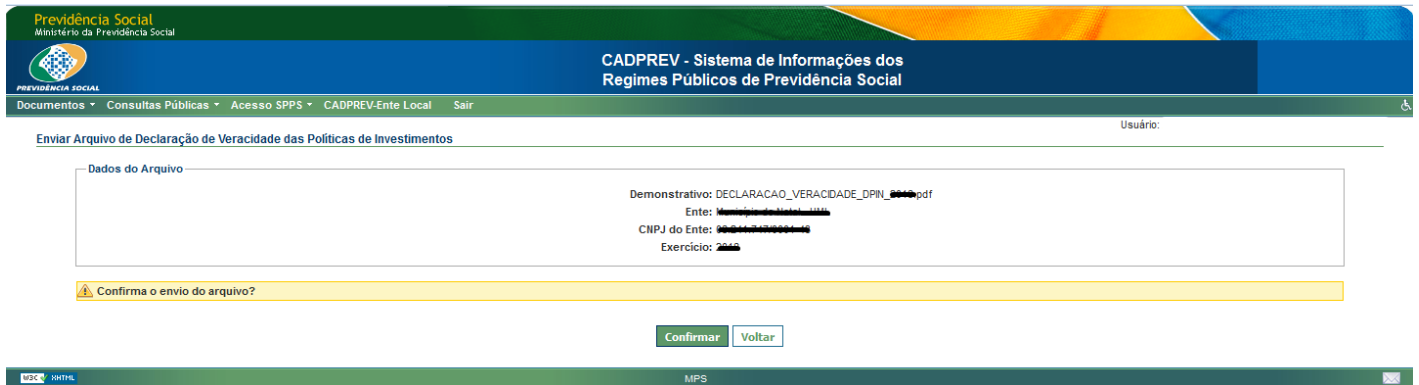 Previdência Social
Ministério da Previdência Social
PREVIDÊNCIA SOCIAL
CADPREV - Sistema de Informações dos
Regimes Públicos de Previdência Social
Documentos Consultas Públicas Acesso SPPS CADPREV-Ente Local Sair
Usuário:
Enviar Arquivo de Declaração de Veracidade das Políticas de Investimentos
Dados do Arquivo
Demonstrativo: DECLARACAO_VERACIDADE_DPIN_ pdf
Ente:
CNPJ do Ente:
Exercício:
Confirma o envio do arquivo?
Confirmar Voltar
W3C XHTML MPS